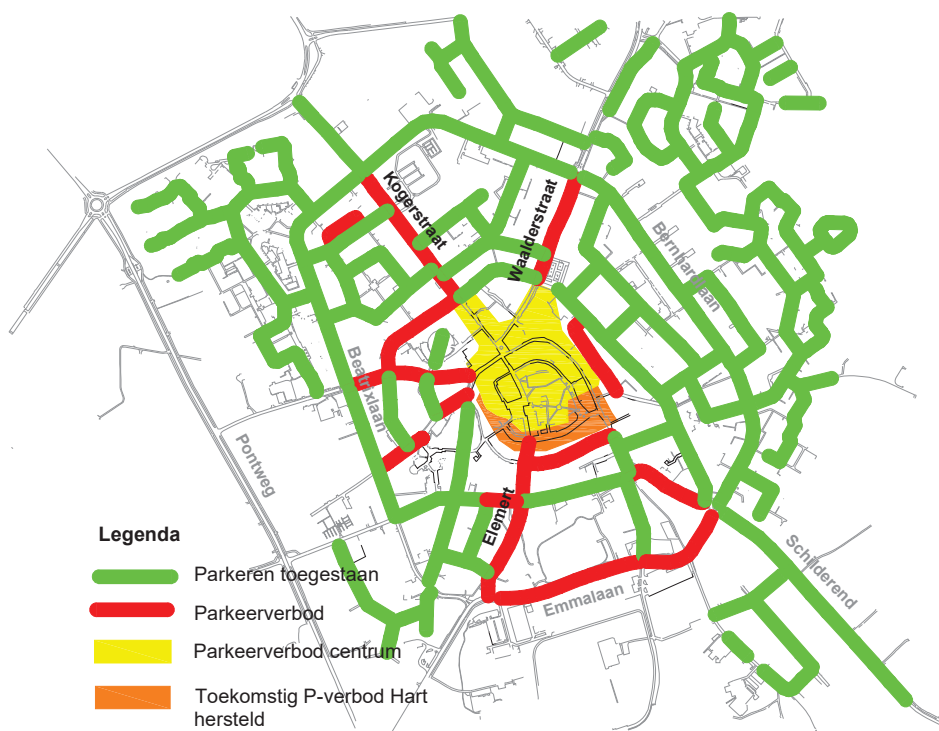 Kogerstraat
Waalderstraat
Bernhardlaan
Beatrixlaan
Pontweg
Elemert
Emmalaan
Schilderend
Legenda
Parkeren toegestaan
Parkeerverbod
Parkeerverbod centrum
Toekomstig P-verbod Hart
hersteld